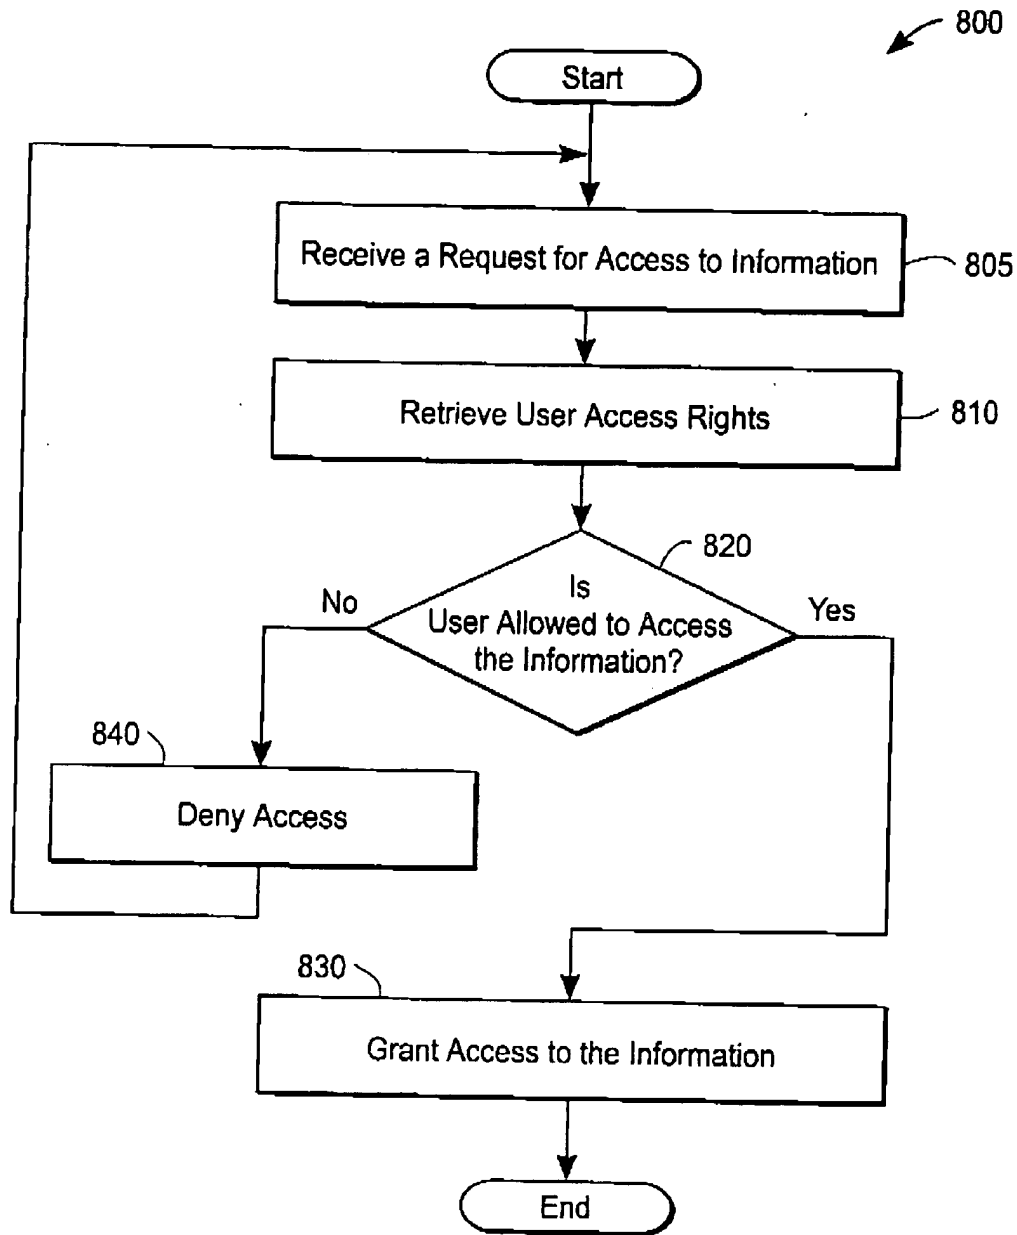 800
Start
Receive a Request for Access to Information
805
Retrieve User Access Rights
810
820
Is
User Allowed to Access
the Information?
No
Yes
840
Deny Access
830
Grant Access to the Information
End